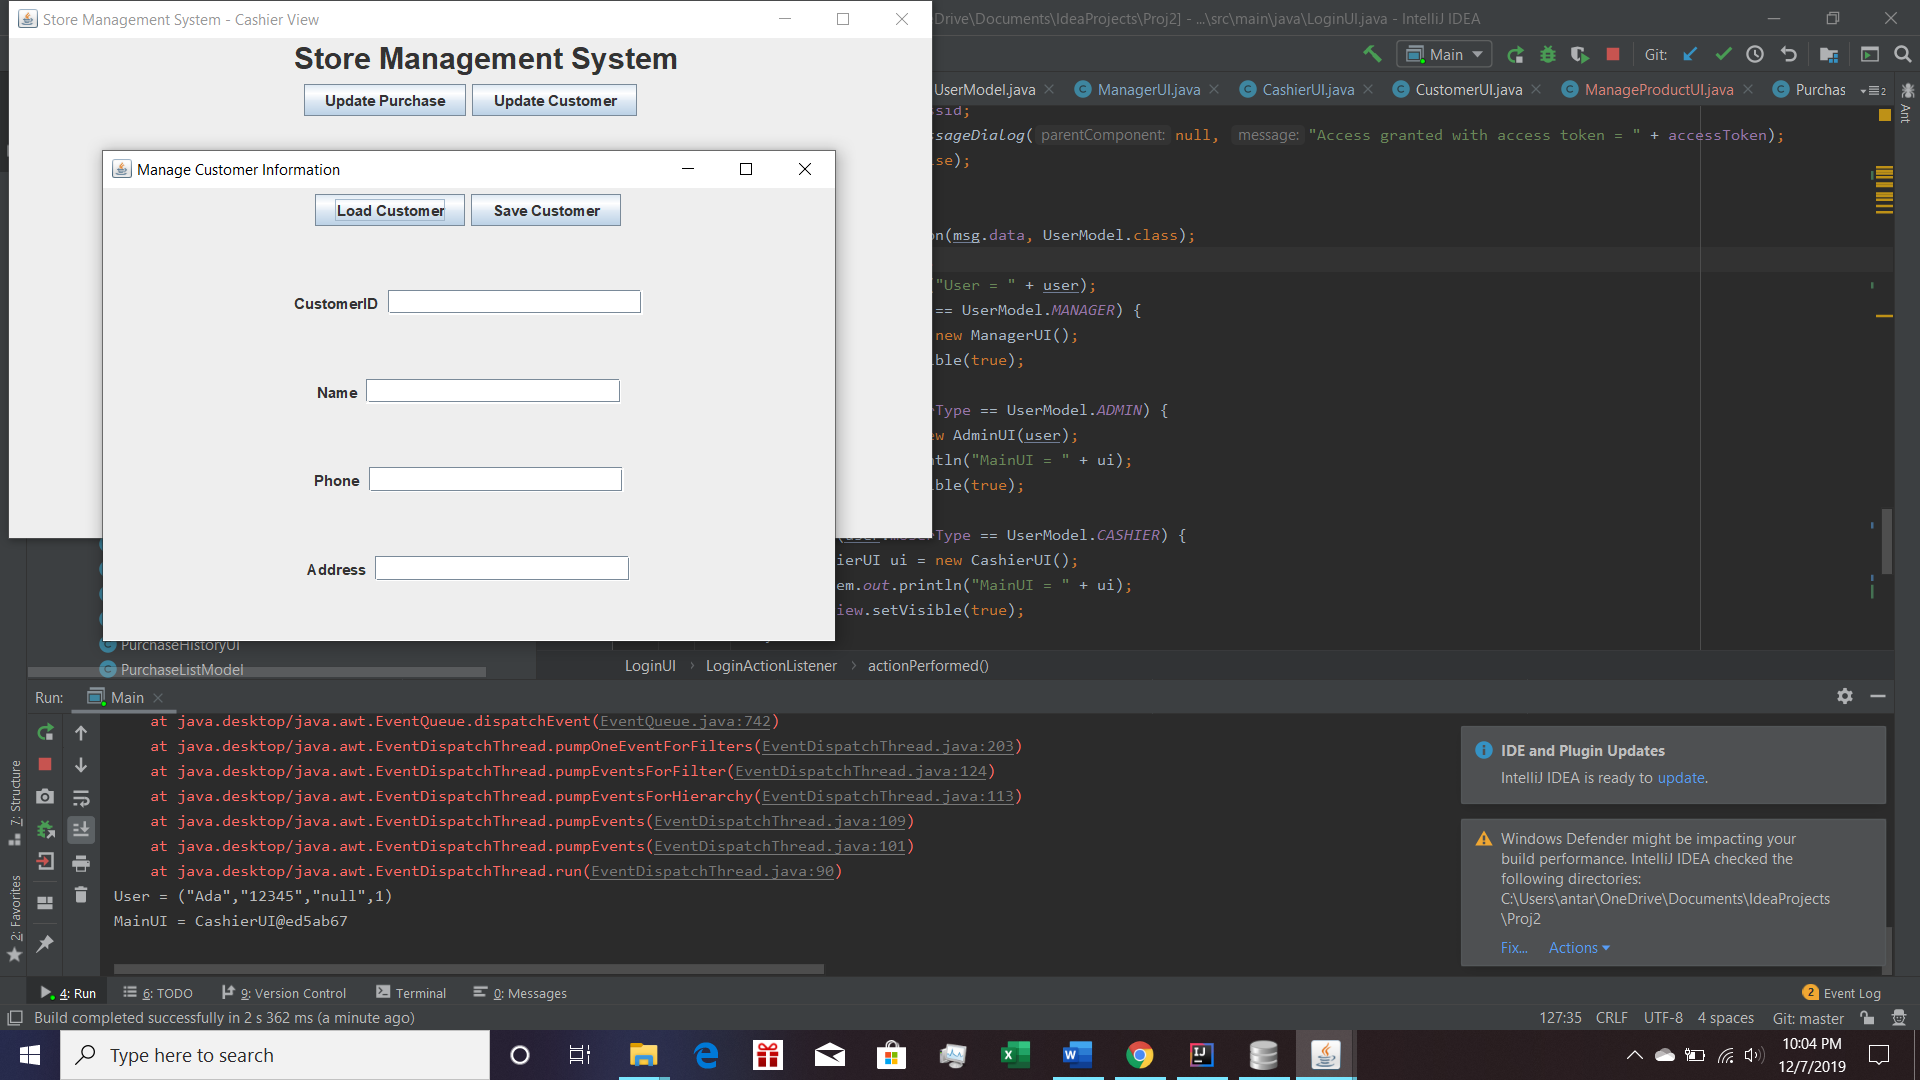 Store Management System - Cashier View
Drive\Documents\IdeaProjects\Proj2] - ...\src\main\java\LoginUI.java - IntelliJ IDEA
Store Management System
Update Purchase
Update Customer
Main
Git:
UserModel.java
ManagerUI.java
CashierUI.java
CustomerUI.java
ManageProductUI.java
Purchas
2
Ant
Manage Customer Information
Load Customer
Save Customer
CustomerID
Name
Phone
Address
ssid;
ssageDialog( parentComponent: null, message: "Access granted with access token = " + accessToken);
lse);
on(msg.data, UserModel.class);
("User = " + user);
== UserModel.MANAGER) {
new ManagerUI();
ible(true);
Type == UserModel.ADMIN) {
ew AdminUI(user);
ntln("MainUI = " + ui);
ible(true);
Type == UserModel.CASHIER) {
ierUI ui = new CashierUI();
em.out.println("MainUI = " + ui);
iew.setVisible(true);
PurchaseHistoryUI
PurchaseListModel
LoginUI › LoginActionListener › actionPerformed()
Run:
Main
at java.desktop/java.awt.EventQueue.dispatchEvent(EventQueue.java:742)
at java.desktop/java.awt.EventDispatchThread.pumpOneEventForFilters(EventDispatchThread.java:203)
at java.desktop/java.awt.EventDispatchThread.pumpEventsForFilter(EventDispatchThread.java:124)
at java.desktop/java.awt.EventDispatchThread.pumpEventsForHierarchy(EventDispatchThread.java:113)
at java.desktop/java.awt.EventDispatchThread.pumpEvents(EventDispatchThread.java:109)
at java.desktop/java.awt.EventDispatchThread.pumpEvents(EventDispatchThread.java:101)
at java.desktop/java.awt.EventDispatchThread.run(EventDispatchThread.java:90)
User = ("Ada","12345","null",1)
MainUI = CashierUI@ed5ab67
7: Structure
2: Favorites
IDE and Plugin Updates
IntelliJ IDEA is ready to update.
Windows Defender might be impacting your
build performance. IntelliJ IDEA checked the
following directories:
C:\Users\antar\OneDrive\Documents\IdeaProjects
\Proj2
Fix...
Actions
4: Run
6: TODO
9: Version Control
Terminal
0: Messages
2 Event Log
Build completed successfully in 2 s 362 ms (a minute ago)
127:35 CRLF UTF-8 4 spaces Git: master
Type here to search
10:04 PM
12/7/2019